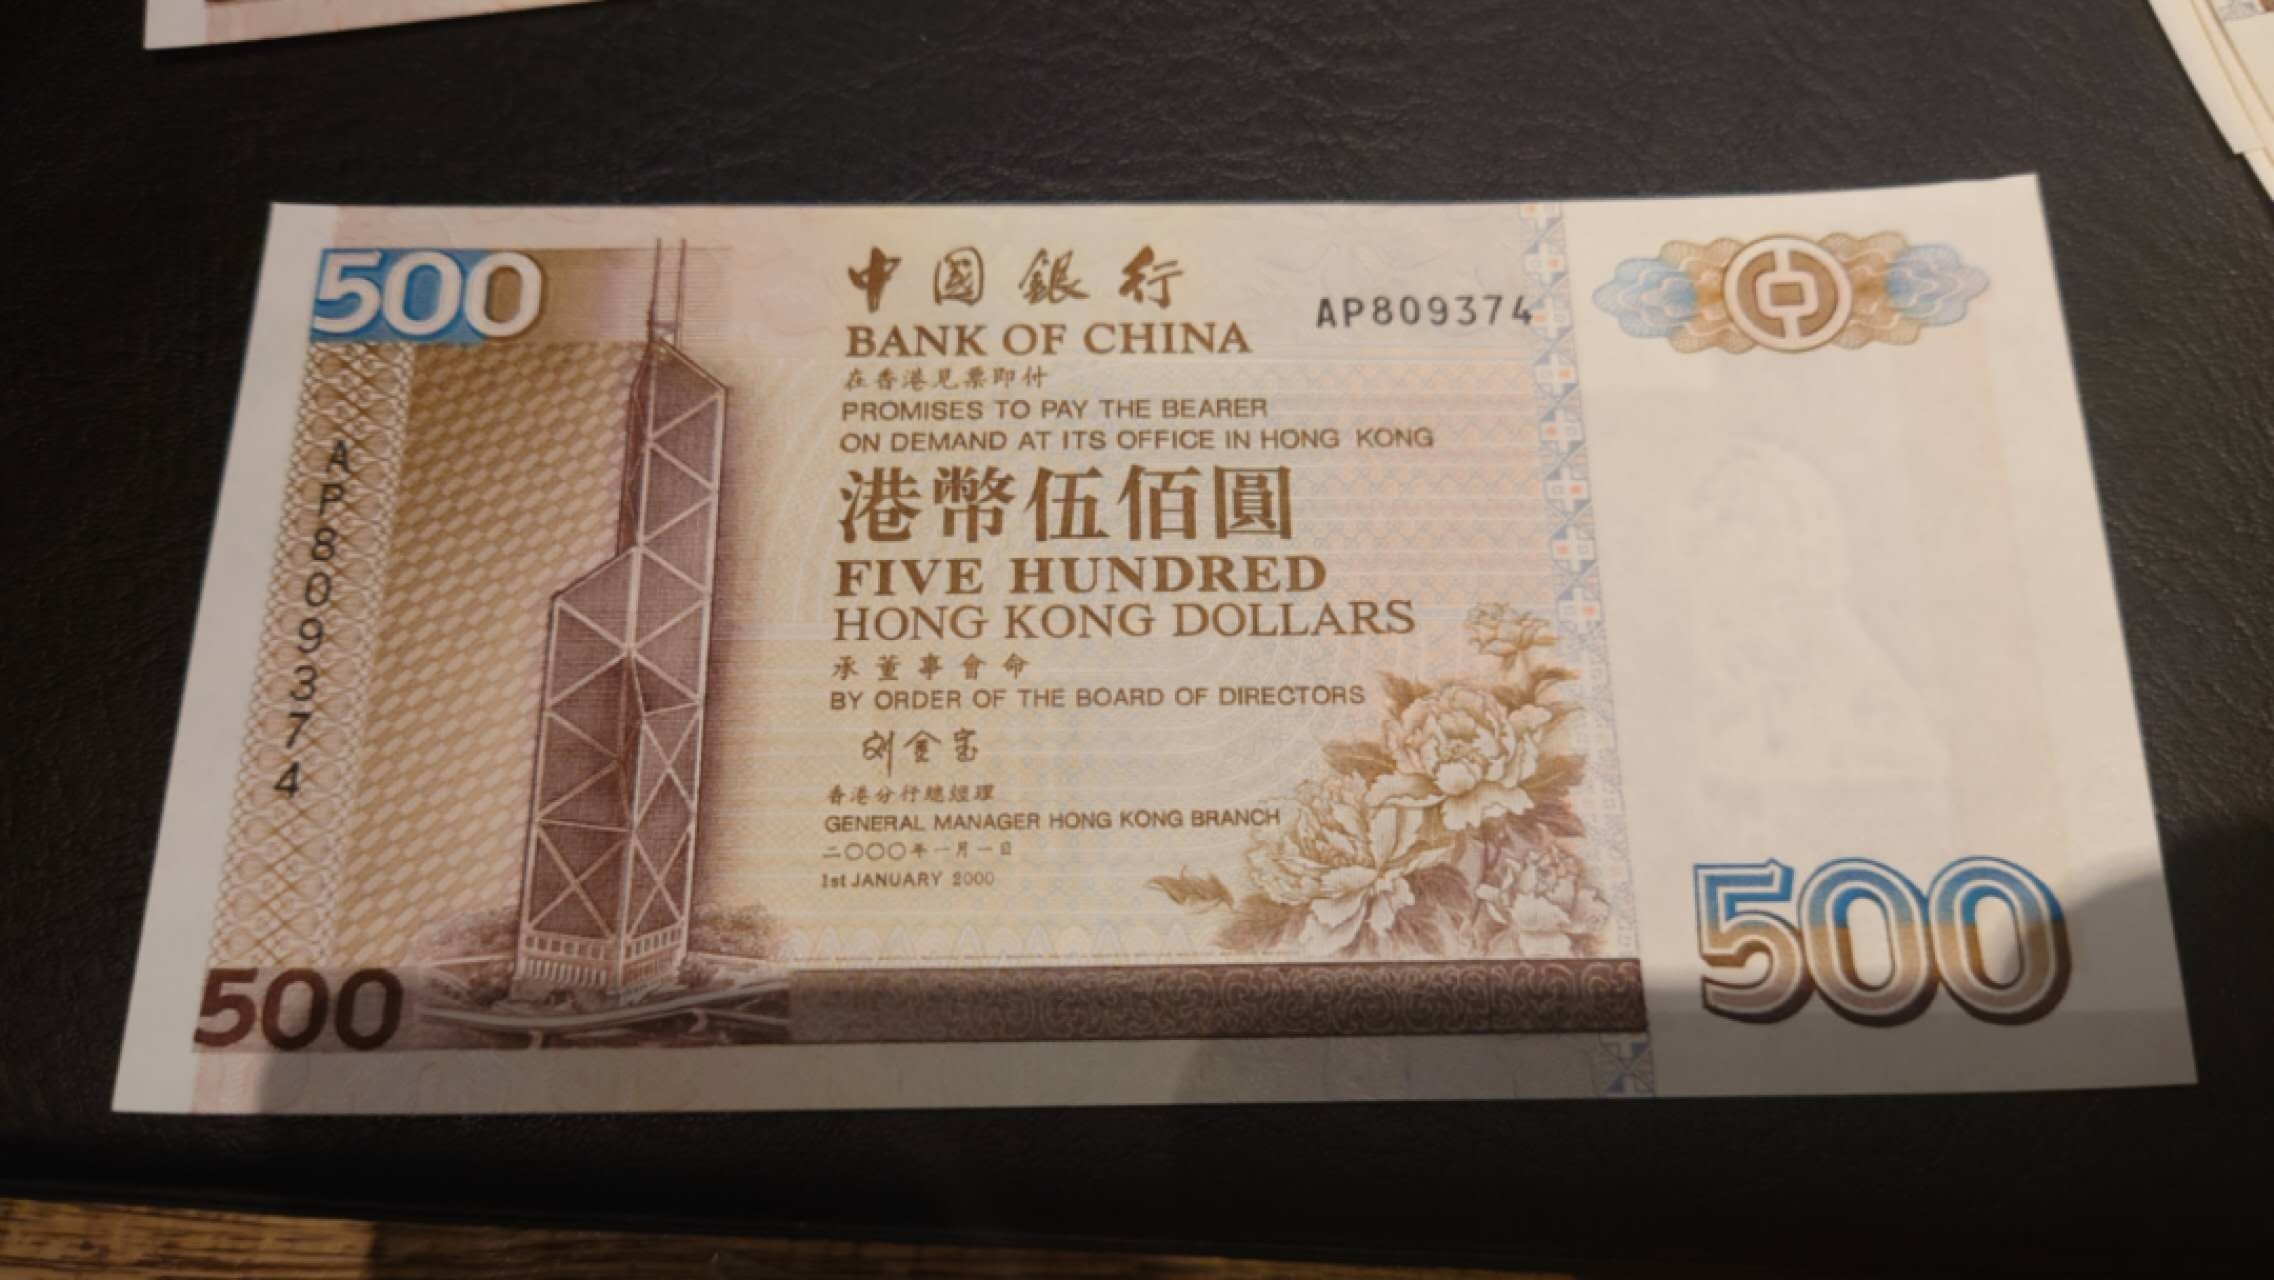 500
中國銀行
BANK OF CHINA
AP809374
在香港見票即付
PROMISES TO PAY THE BEARER
ON DEMAND AT ITS OFFICE IN HONG KONG
港幣伍佰圓
FIVE HUNDRED
HONG KONG DOLLARS
承董事會命
BY ORDER OF THE BOARD OF DIRECTORS
刘金宝
香港分行總經理
GENERAL MANAGER HONG KONG BRANCH
二〇〇〇年一月一日
1st JANUARY 2000
AP809374
500
500